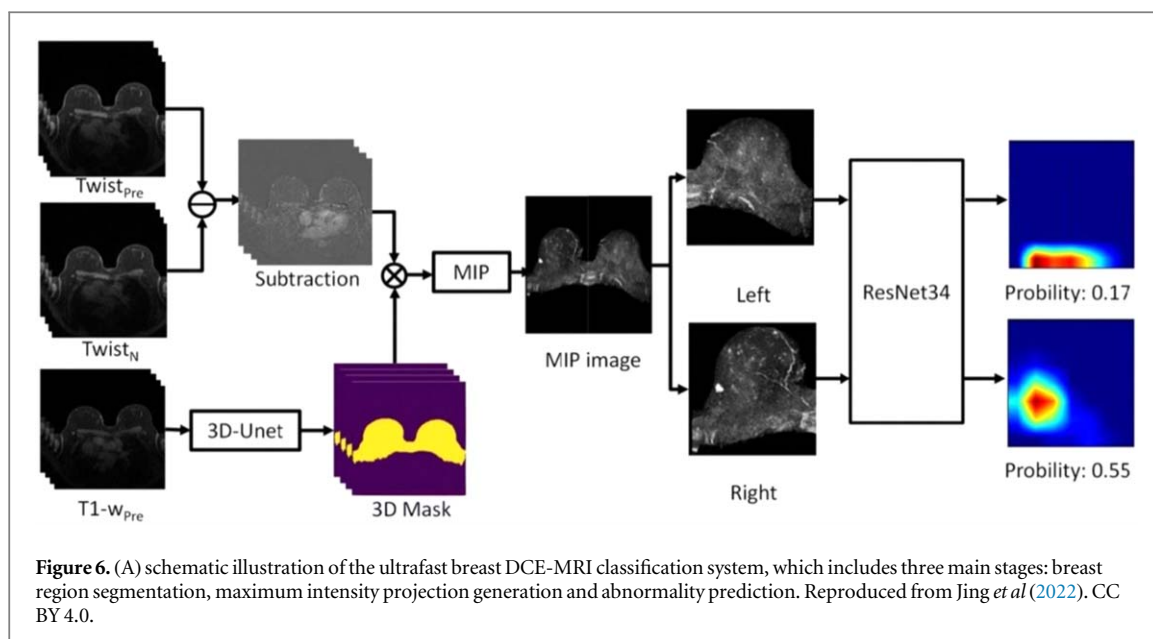 Twist_Pre
Subtraction
Twist_N
T1-w_Pre
3D-Unet
3D Mask
MIP
MIP image
Left
Right
ResNet34
Probility: 0.17
Probility: 0.55
Figure 6. (A) schematic illustration of the ultrafast breast DCE-MRI classification system, which includes three main stages: breast
region segmentation, maximum intensity projection generation and abnormality prediction. Reproduced from Jing et al (2022). CC
BY 4.0.